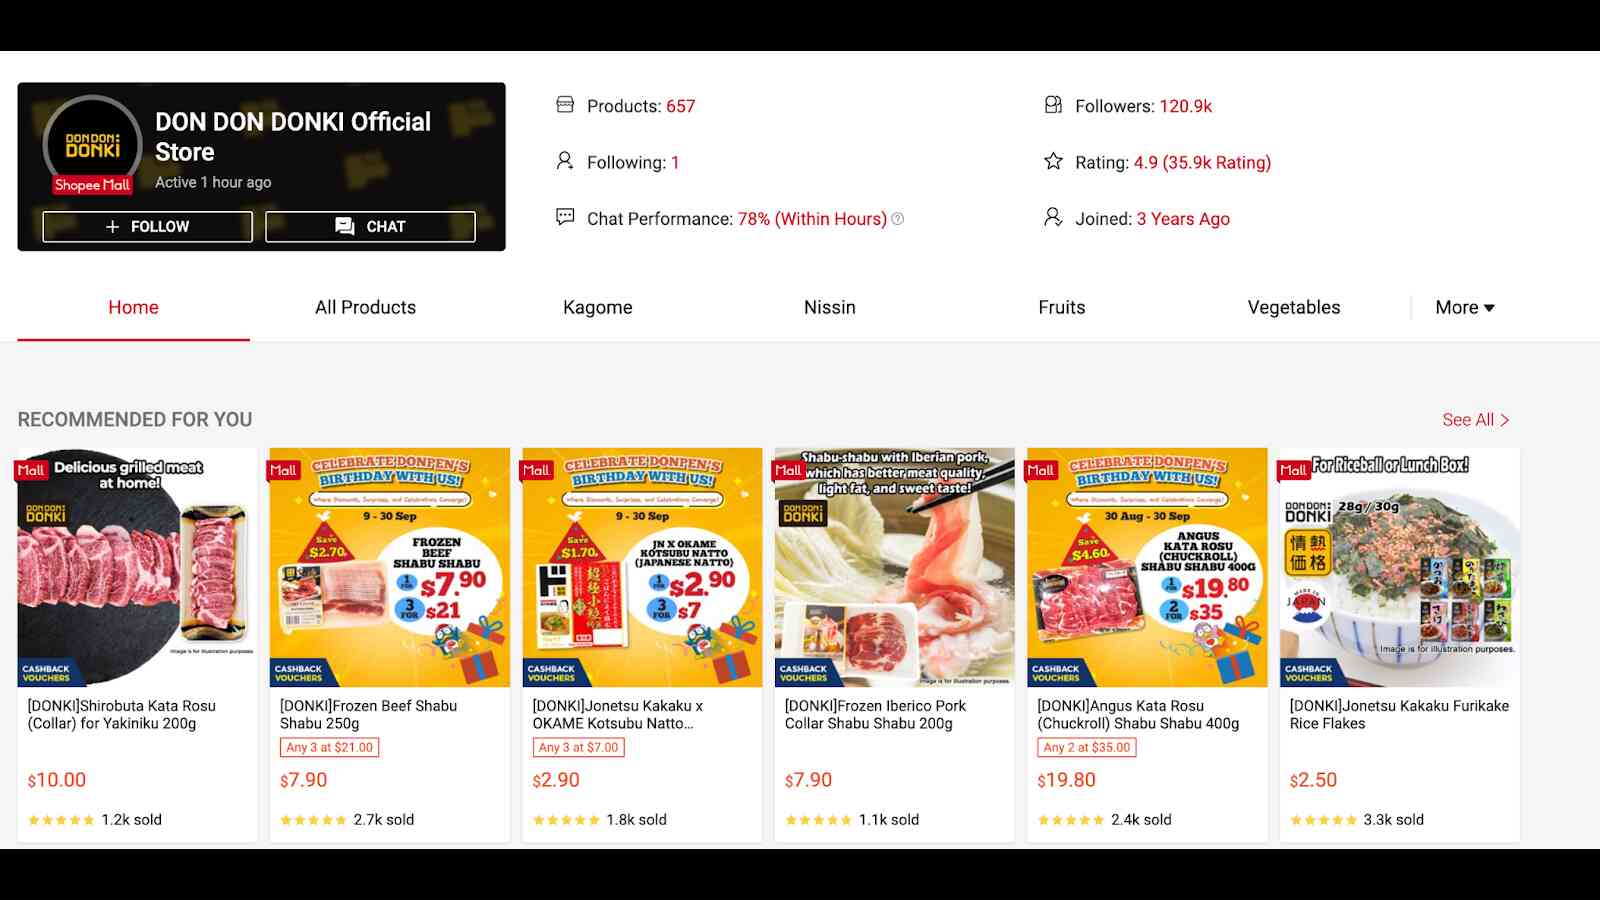 DON DON:
DONKI
Shopee Mall
DON DON DONKI Official
Store
Active 1 hour ago
+ FOLLOW
CHAT
Products: 657
Following: 1
Chat Performance: 78% (Within Hours) ?
Followers: 120.9k
Rating: 4.9 (35.9k Rating)
Joined: 3 Years Ago
Home
All Products
Kagome
Nissin
Fruits
Vegetables
More
RECOMMENDED FOR YOU
See All >
Mall
Delicious grilled meat
at home!
DON DON:
DONKI
Image is for illustration purposes.
CASHBACK
VOUCHERS
[DONKI]Shirobuta Kata Rosu
(Collar) for Yakiniku 200g
$10.00
1.2k sold
Mall
CELEBRATE DONPEN'S
BIRTHDAY WITH US!
Where Discounts, Surprises, and Celebrations Converge!
9 - 30 Sep
Save
$2.70
FROZEN
BEEF
SHABU SHABU
1 FOR $7.90
3 FOR $21
CASHBACK
VOUCHERS
[DONKI]Frozen Beef Shabu
Shabu 250g
Any 3 at $21.00
$7.90
2.7k sold
Mall
CELEBRATE DONPEN'S
BIRTHDAY WITH US!
Where Discounts, Surprises, and Celebrations Converge!
9 - 30 Sep
Save
$1.70
JN X OKAME
KOTSUBU NATTO
(JAPANESE NATTO)
1 FOR $2.90
3 FOR $7
ド
超極小粒
CASHBACK
VOUCHERS
[DONKI]Jonetsu Kakaku x
OKAME Kotsubu Natto...
Any 3 at $7.00
$2.90
1.8k sold
Mall
Shabu-shabu with Iberian pork,
which has better meat quality,
light fat, and sweet taste!
DON DON:
DONKI
Image is for illustration purposes.
CASHBACK
VOUCHERS
[DONKI]Frozen Iberico Pork
Collar Shabu Shabu 200g
$7.90
1.1k sold
Mall
CELEBRATE DONPEN'S
BIRTHDAY WITH US!
Where Discounts, Surprises, and Celebrations Converge!
30 Aug - 30 Sep
Save
$4.60
ANGUS
KATA ROSU
(CHUCKROLL)
SHABU SHABU 400G
1 FOR $19.80
2 FOR $35
CASHBACK
VOUCHERS
[DONKI]Angus Kata Rosu
(Chuckroll) Shabu Shabu 400g
Any 2 at $35.00
$19.80
2.4k sold
Mall
For Riceball or Lunch Box!
DON DON:
DONKI
28g / 30g
情熱
価格
MADE IN
JAPAN
Image is for illustration purposes.
CASHBACK
VOUCHERS
[DONKI]Jonetsu Kakaku Furikake
Rice Flakes
$2.50
3.3k sold